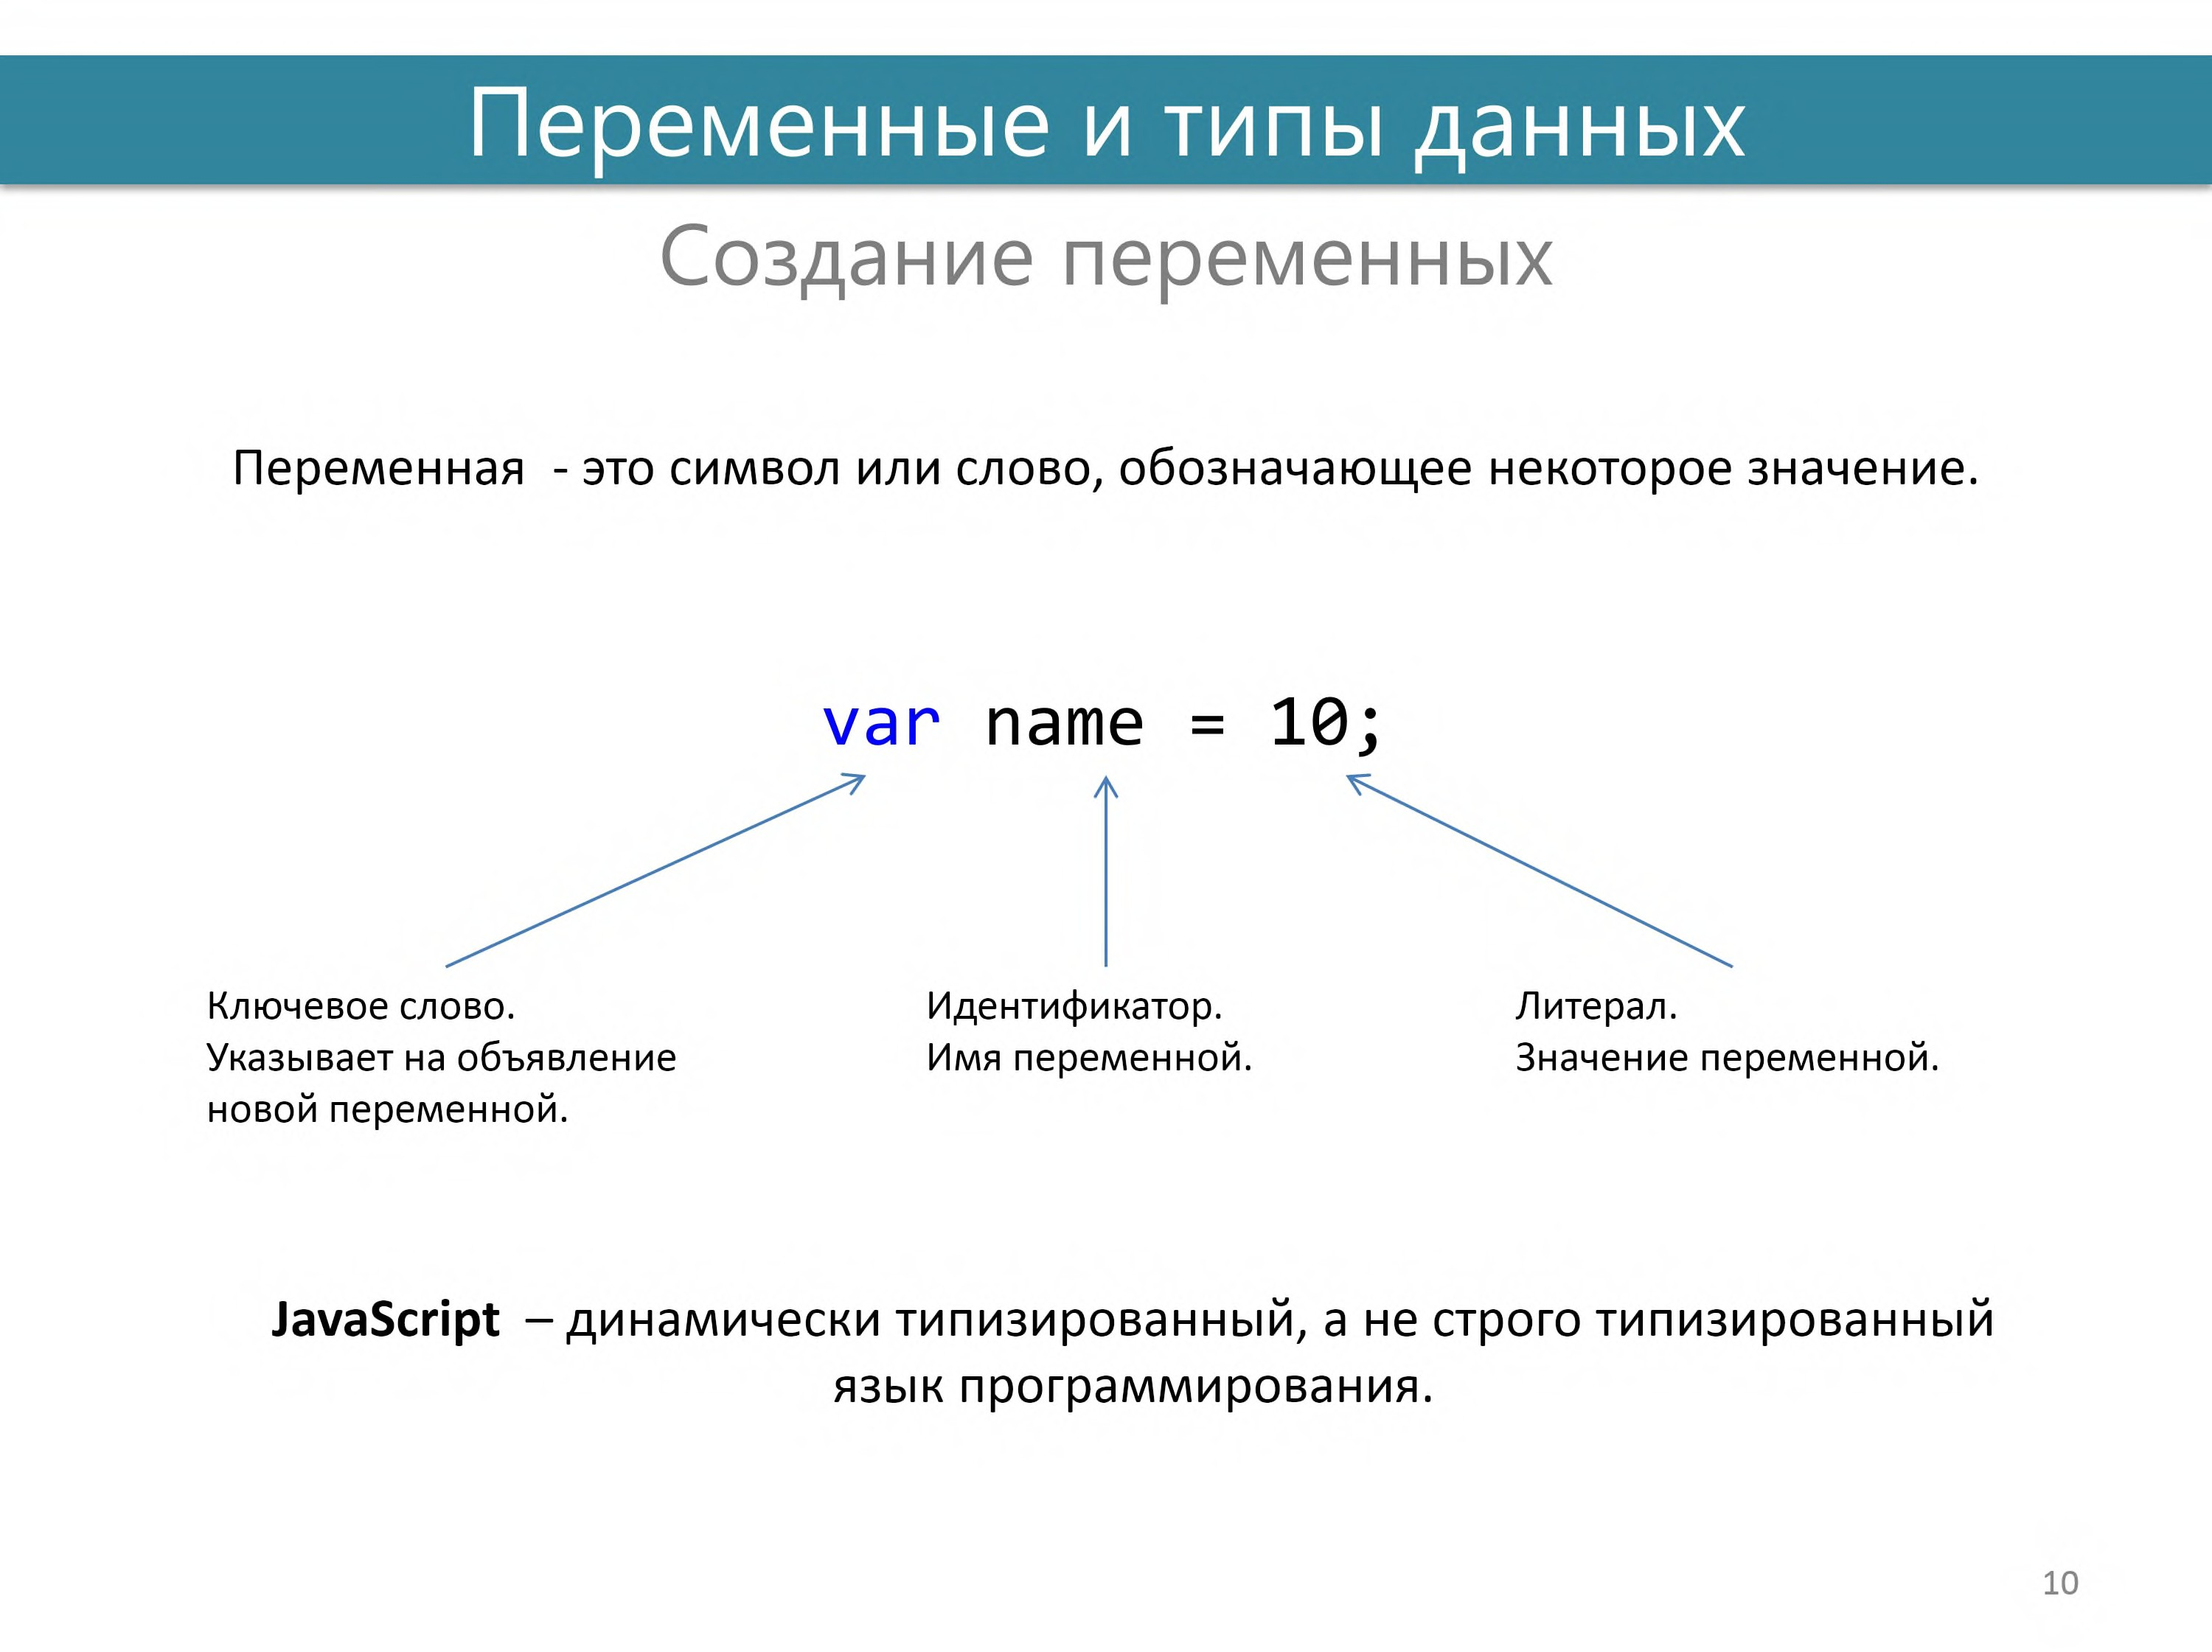 Переменные и типы данных
Создание переменных
Переменная  - это символ или слово, обозначающее некоторое значение.
var name = 10;
Ключевое слово.
Указывает на объявление
новой переменной.
Идентификатор.
Имя переменной.
Литерал.
Значение переменной.
JavaScript  – динамически типизированный, а не строго типизированный
язык программирования.
10